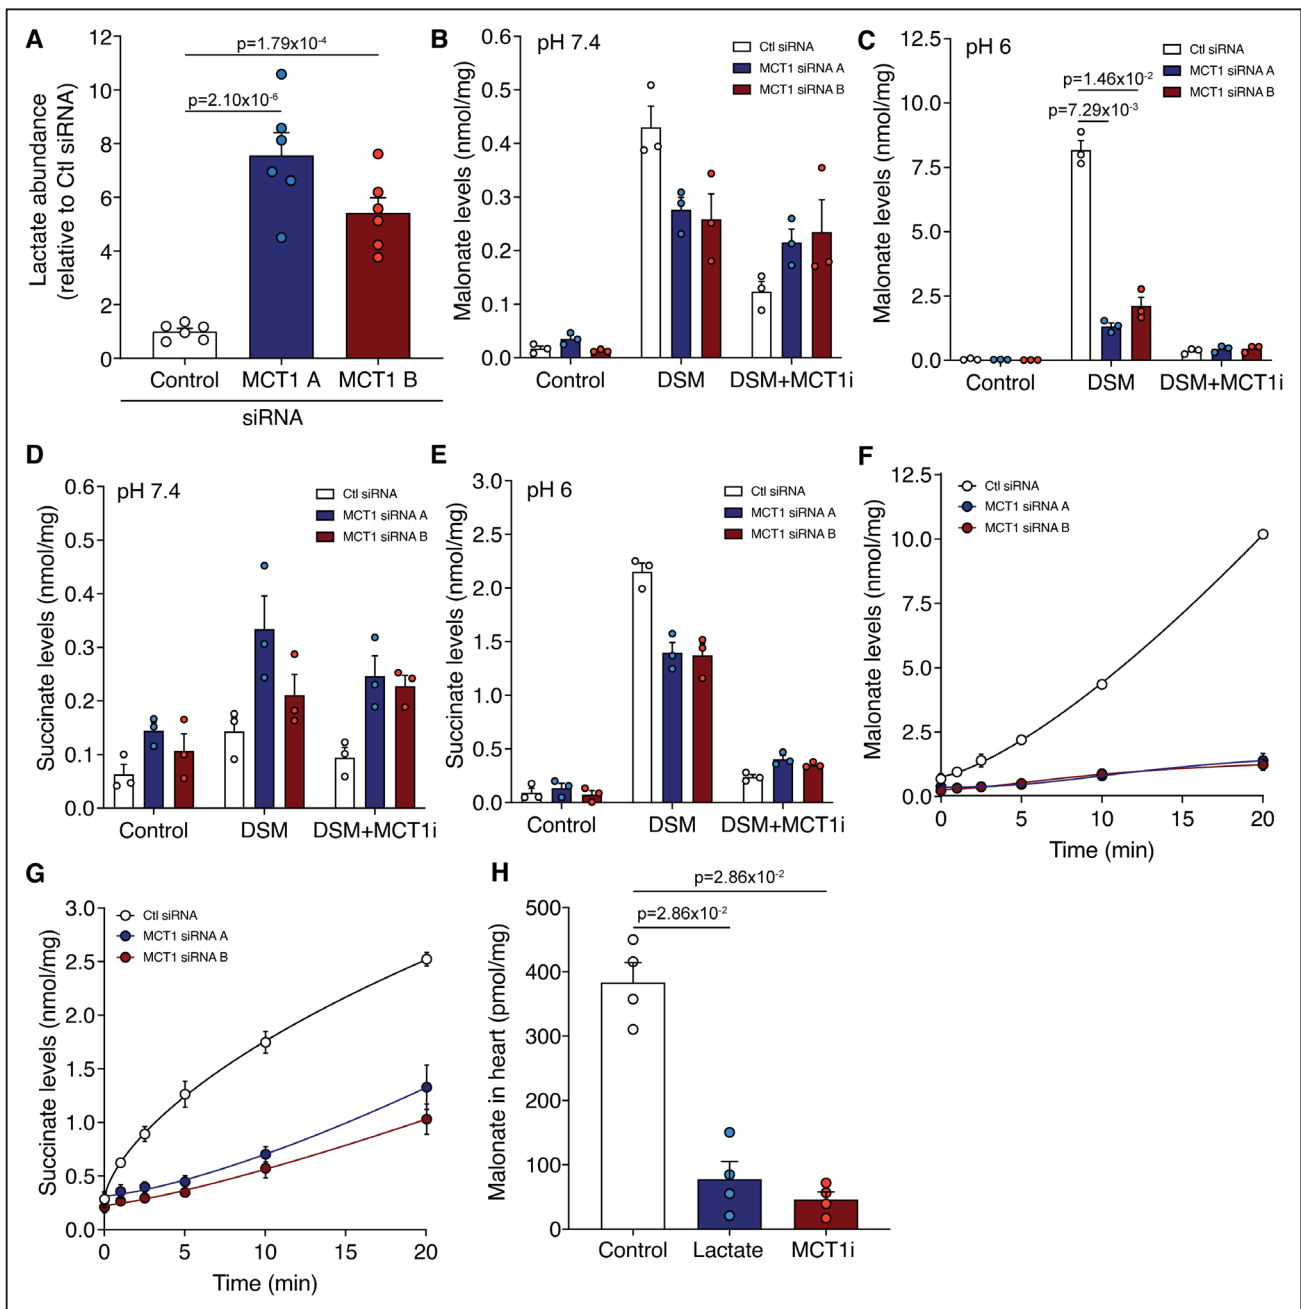 A
12
10
8
6
4
2
0
Lactate abundance
(relative to Ctl siRNA)
p=1.79x10-4
p=2.10x10-6
Control
MCT1 A
MCT1 B
siRNA
B
pH 7.4
0.6
0.5
0.4
0.3
0.2
0.1
0.0
Malonate levels (nmol/mg)
Ctl siRNA
MCT1 siRNA A
MCT1 siRNA B
Control
DSM
DSM+MCT1i
C
pH 6
12.5
10.0
7.5
6.0
2.5
0.0
Malonate levels (nmol/mg)
Ctl siRNA
MCT1 siRNA A
MCT1 siRNA B
p=1.46x10-2
p=7.29x10-3
Control
DSM
DSM+MCT1i
D
pH 7.4
0.6
0.5
0.4
0.3
0.2
0.1
0.0
Succinate levels (nmol/mg)
Ctl siRNA
MCT1 siRNA A
MCT1 siRNA B
Control
DSM
DSM+MCT1i
E
pH 6
3.0
2.5
2.0
1.5
1.0
0.5
0.0
Succinate levels (nmol/mg)
Ctl siRNA
MCT1 siRNA A
MCT1 siRNA B
Control
DSM
DSM+MCT1i
F
12.5
10.0
7.5
5.0
2.5
0.0
Malonate levels (nmol/mg)
Ctl siRNA
MCT1 siRNA A
MCT1 siRNA B
0
5
10
15
20
Time (min)
G
3.0
2.5
2.0
1.5
1.0
0.5
0.0
Succinate levels (nmol/mg)
Ctl siRNA
MCT1 siRNA A
MCT1 siRNA B
0
5
10
15
20
Time (min)
H
500
400
300
200
100
0
Malonate in heart (pmol/mg)
p=2.86x10-2
p=2.86x10-2
Control
Lactate
MCT1i